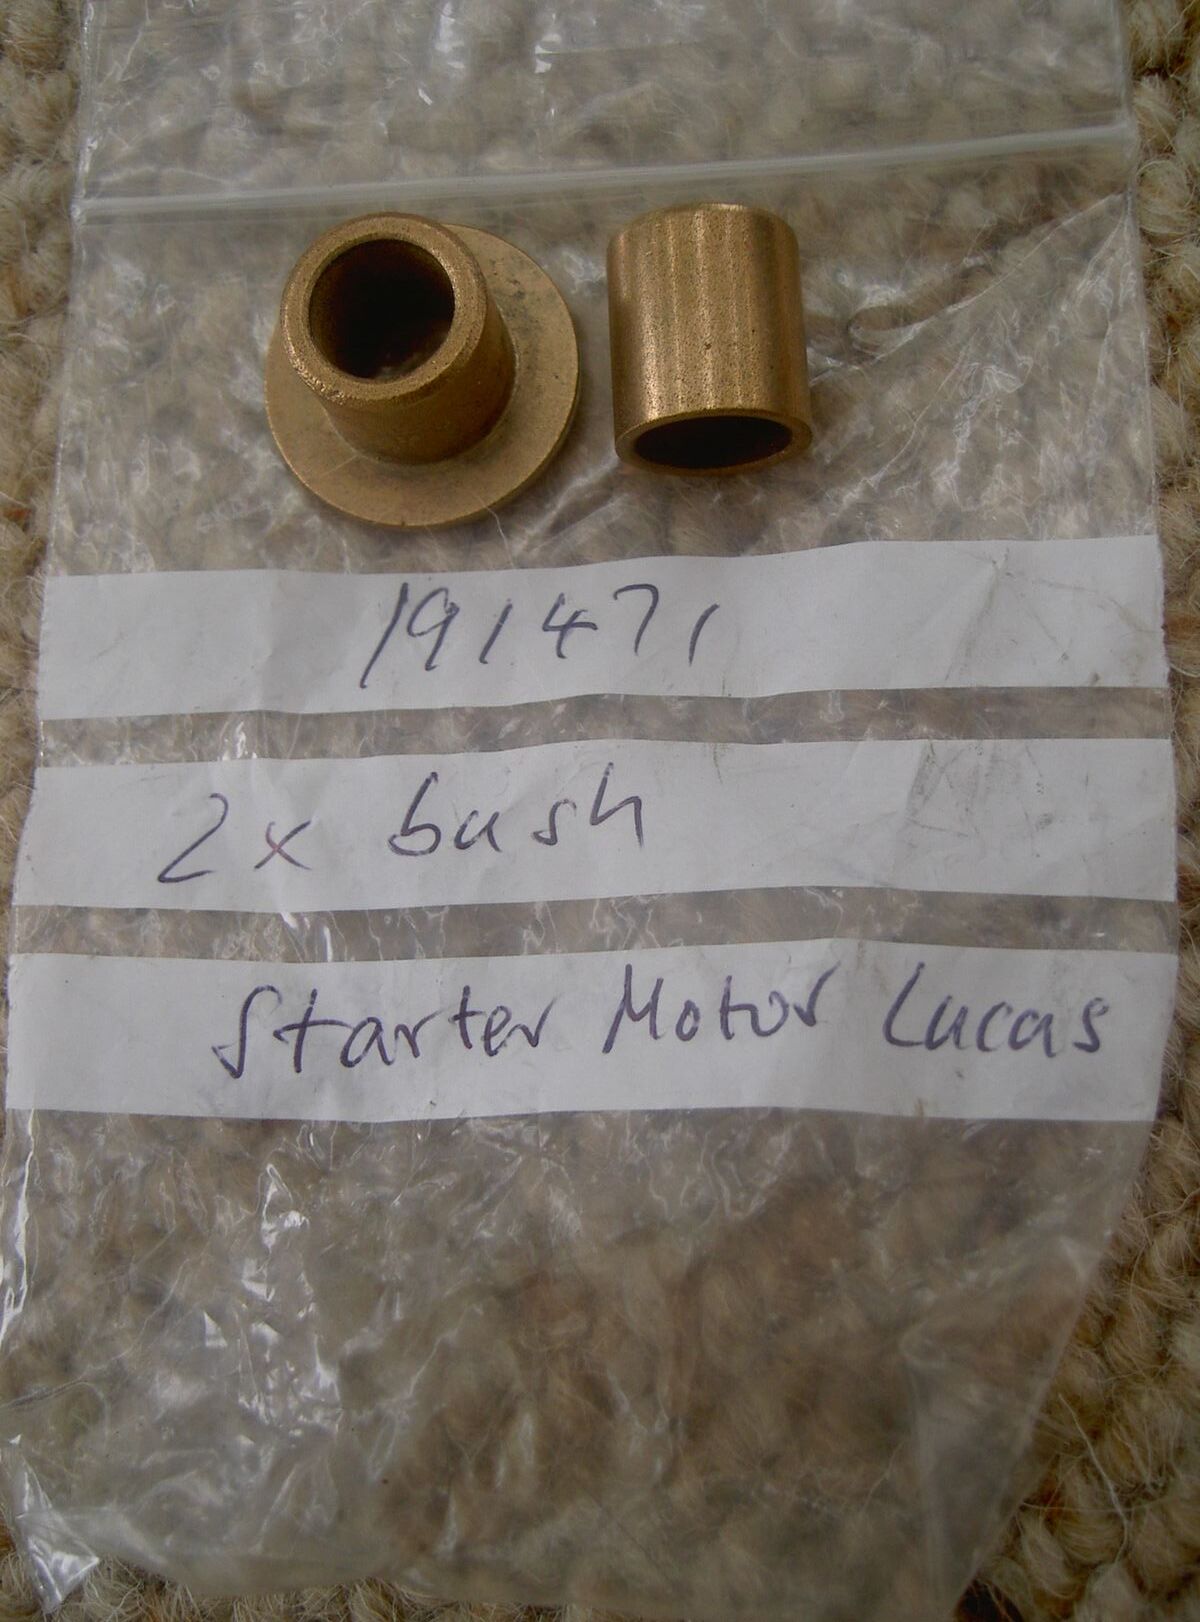 191471
2x bush
Starter Motor Lucas